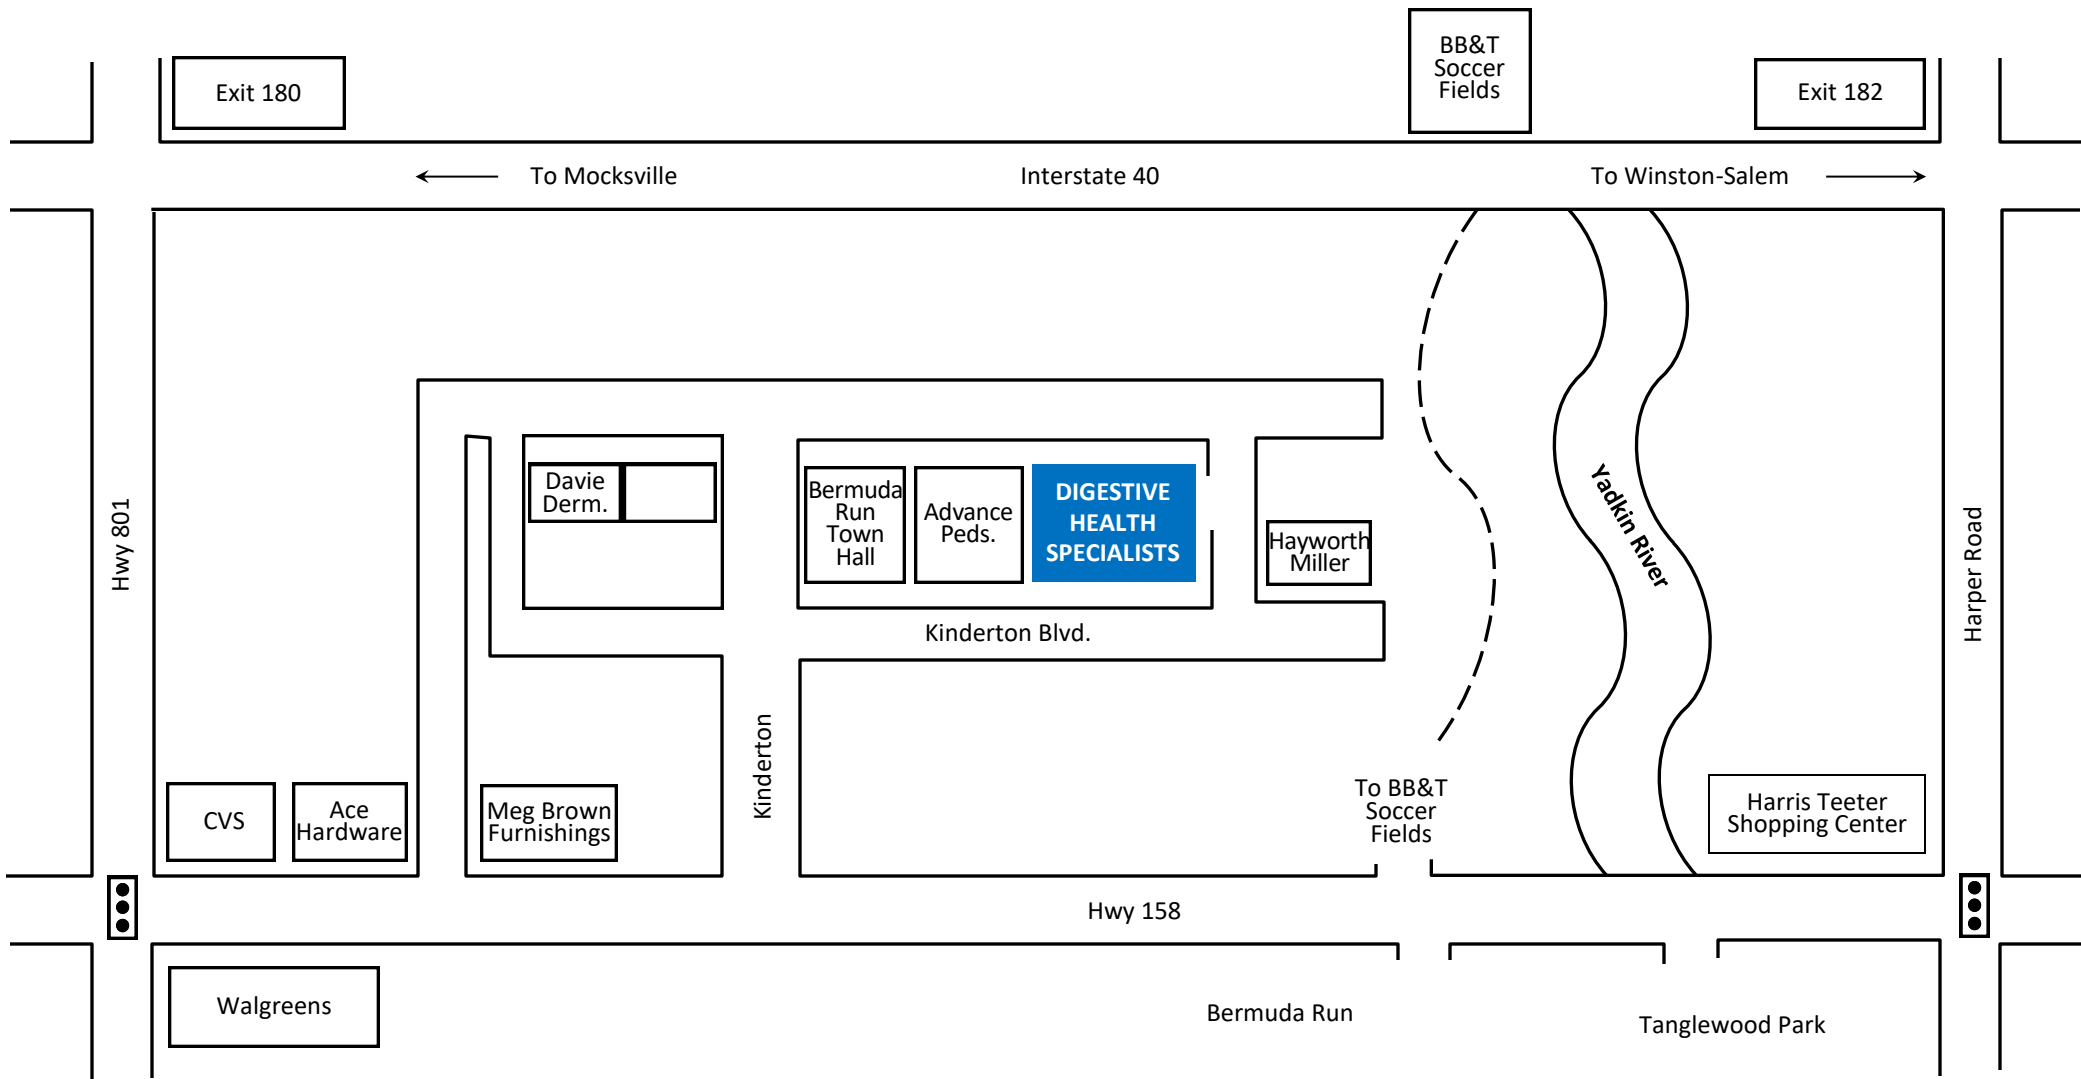 BB&T
Soccer
Fields
Exit 180
Exit 182
To Mocksville
Interstate 40
To Winston-Salem
Davie
Derm.
Bermuda
Run
Town
Hall
Advance
Peds.
DIGESTIVE
HEALTH
SPECIALISTS
Hayworth
Miller
Yadkin River
Hwy 801
Harper Road
Kinderton Blvd.
Kinderton
CVS
Ace
Hardware
Meg Brown
Furnishings
To BB&T
Soccer
Fields
Harris Teeter
Shopping Center
Hwy 158
Walgreens
Bermuda Run
Tanglewood Park